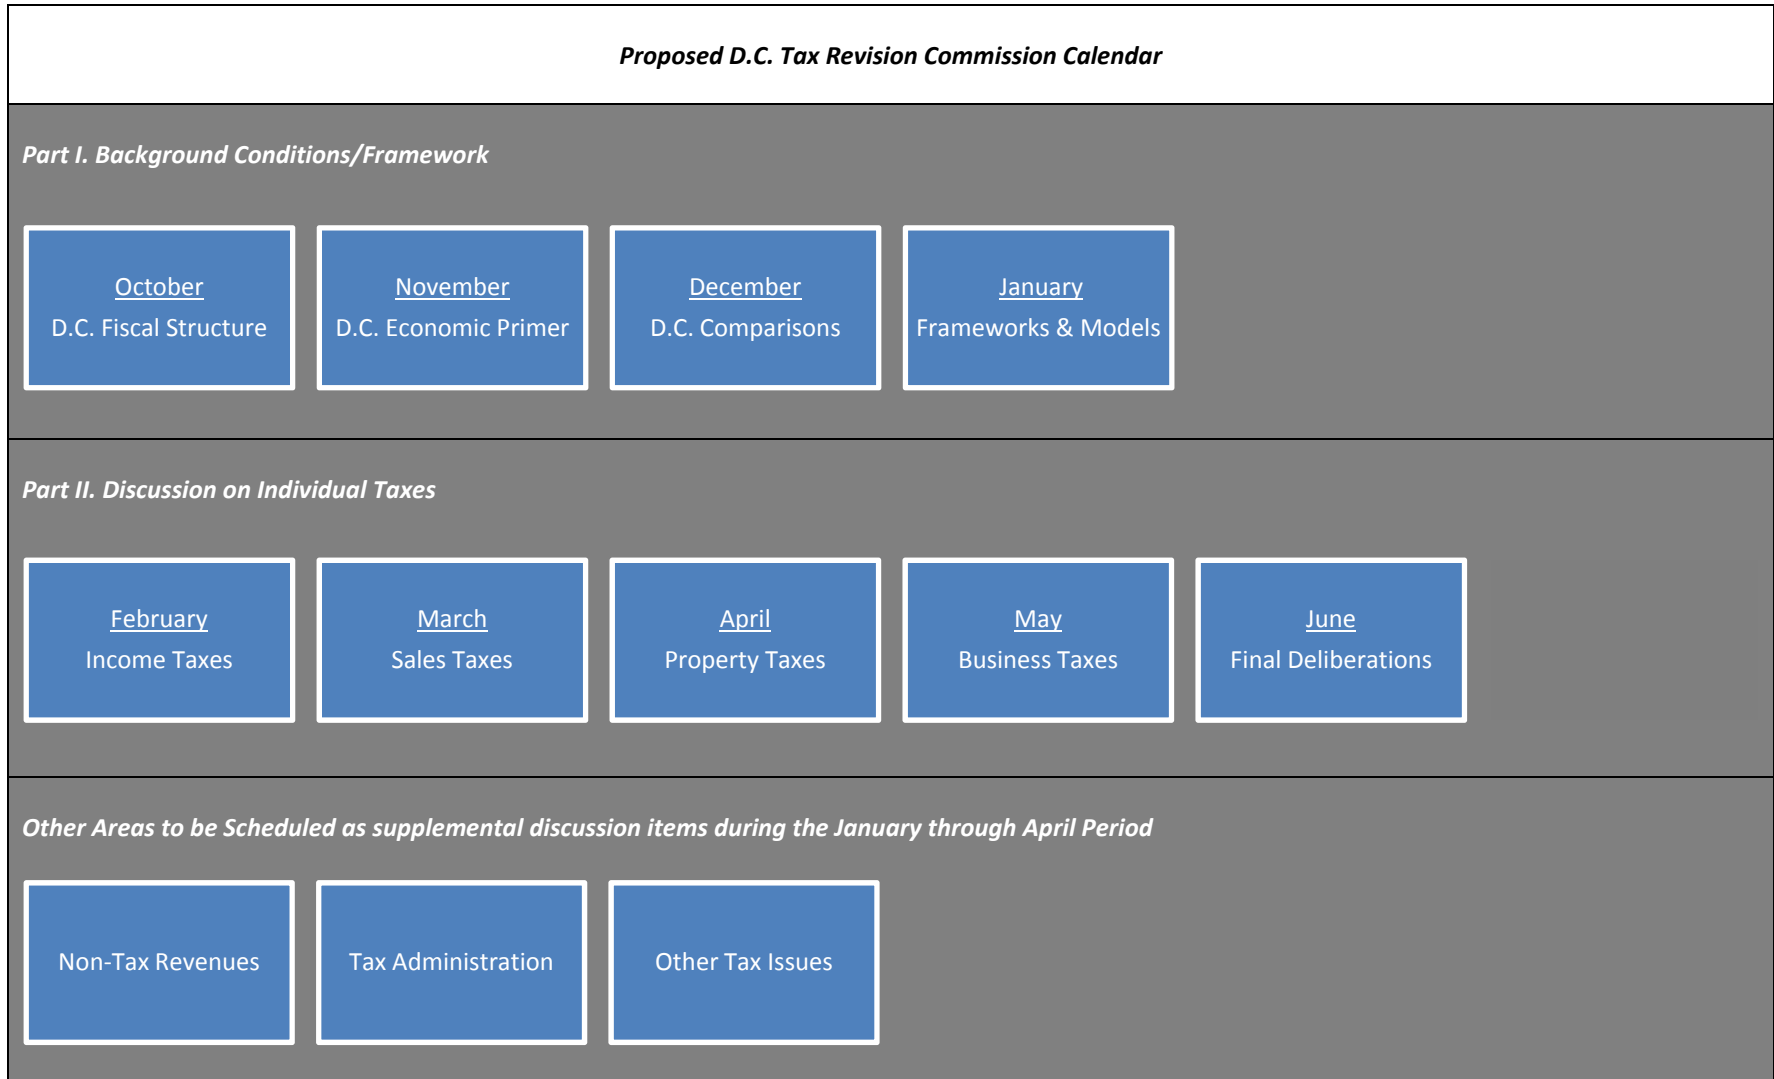 Proposed D.C. Tax Revision Commission Calendar
Part I. Background Conditions/Framework
October
D.C. Fiscal Structure
November
D.C. Economic Primer
December
D.C. Comparisons
January
Frameworks & Models
Part II. Discussion on Individual Taxes
February
Income Taxes
March
Sales Taxes
April
Property Taxes
May
Business Taxes
June
Final Deliberations
Other Areas to be Scheduled as supplemental discussion items during the January through April Period
Non-Tax Revenues
Tax Administration
Other Tax Issues